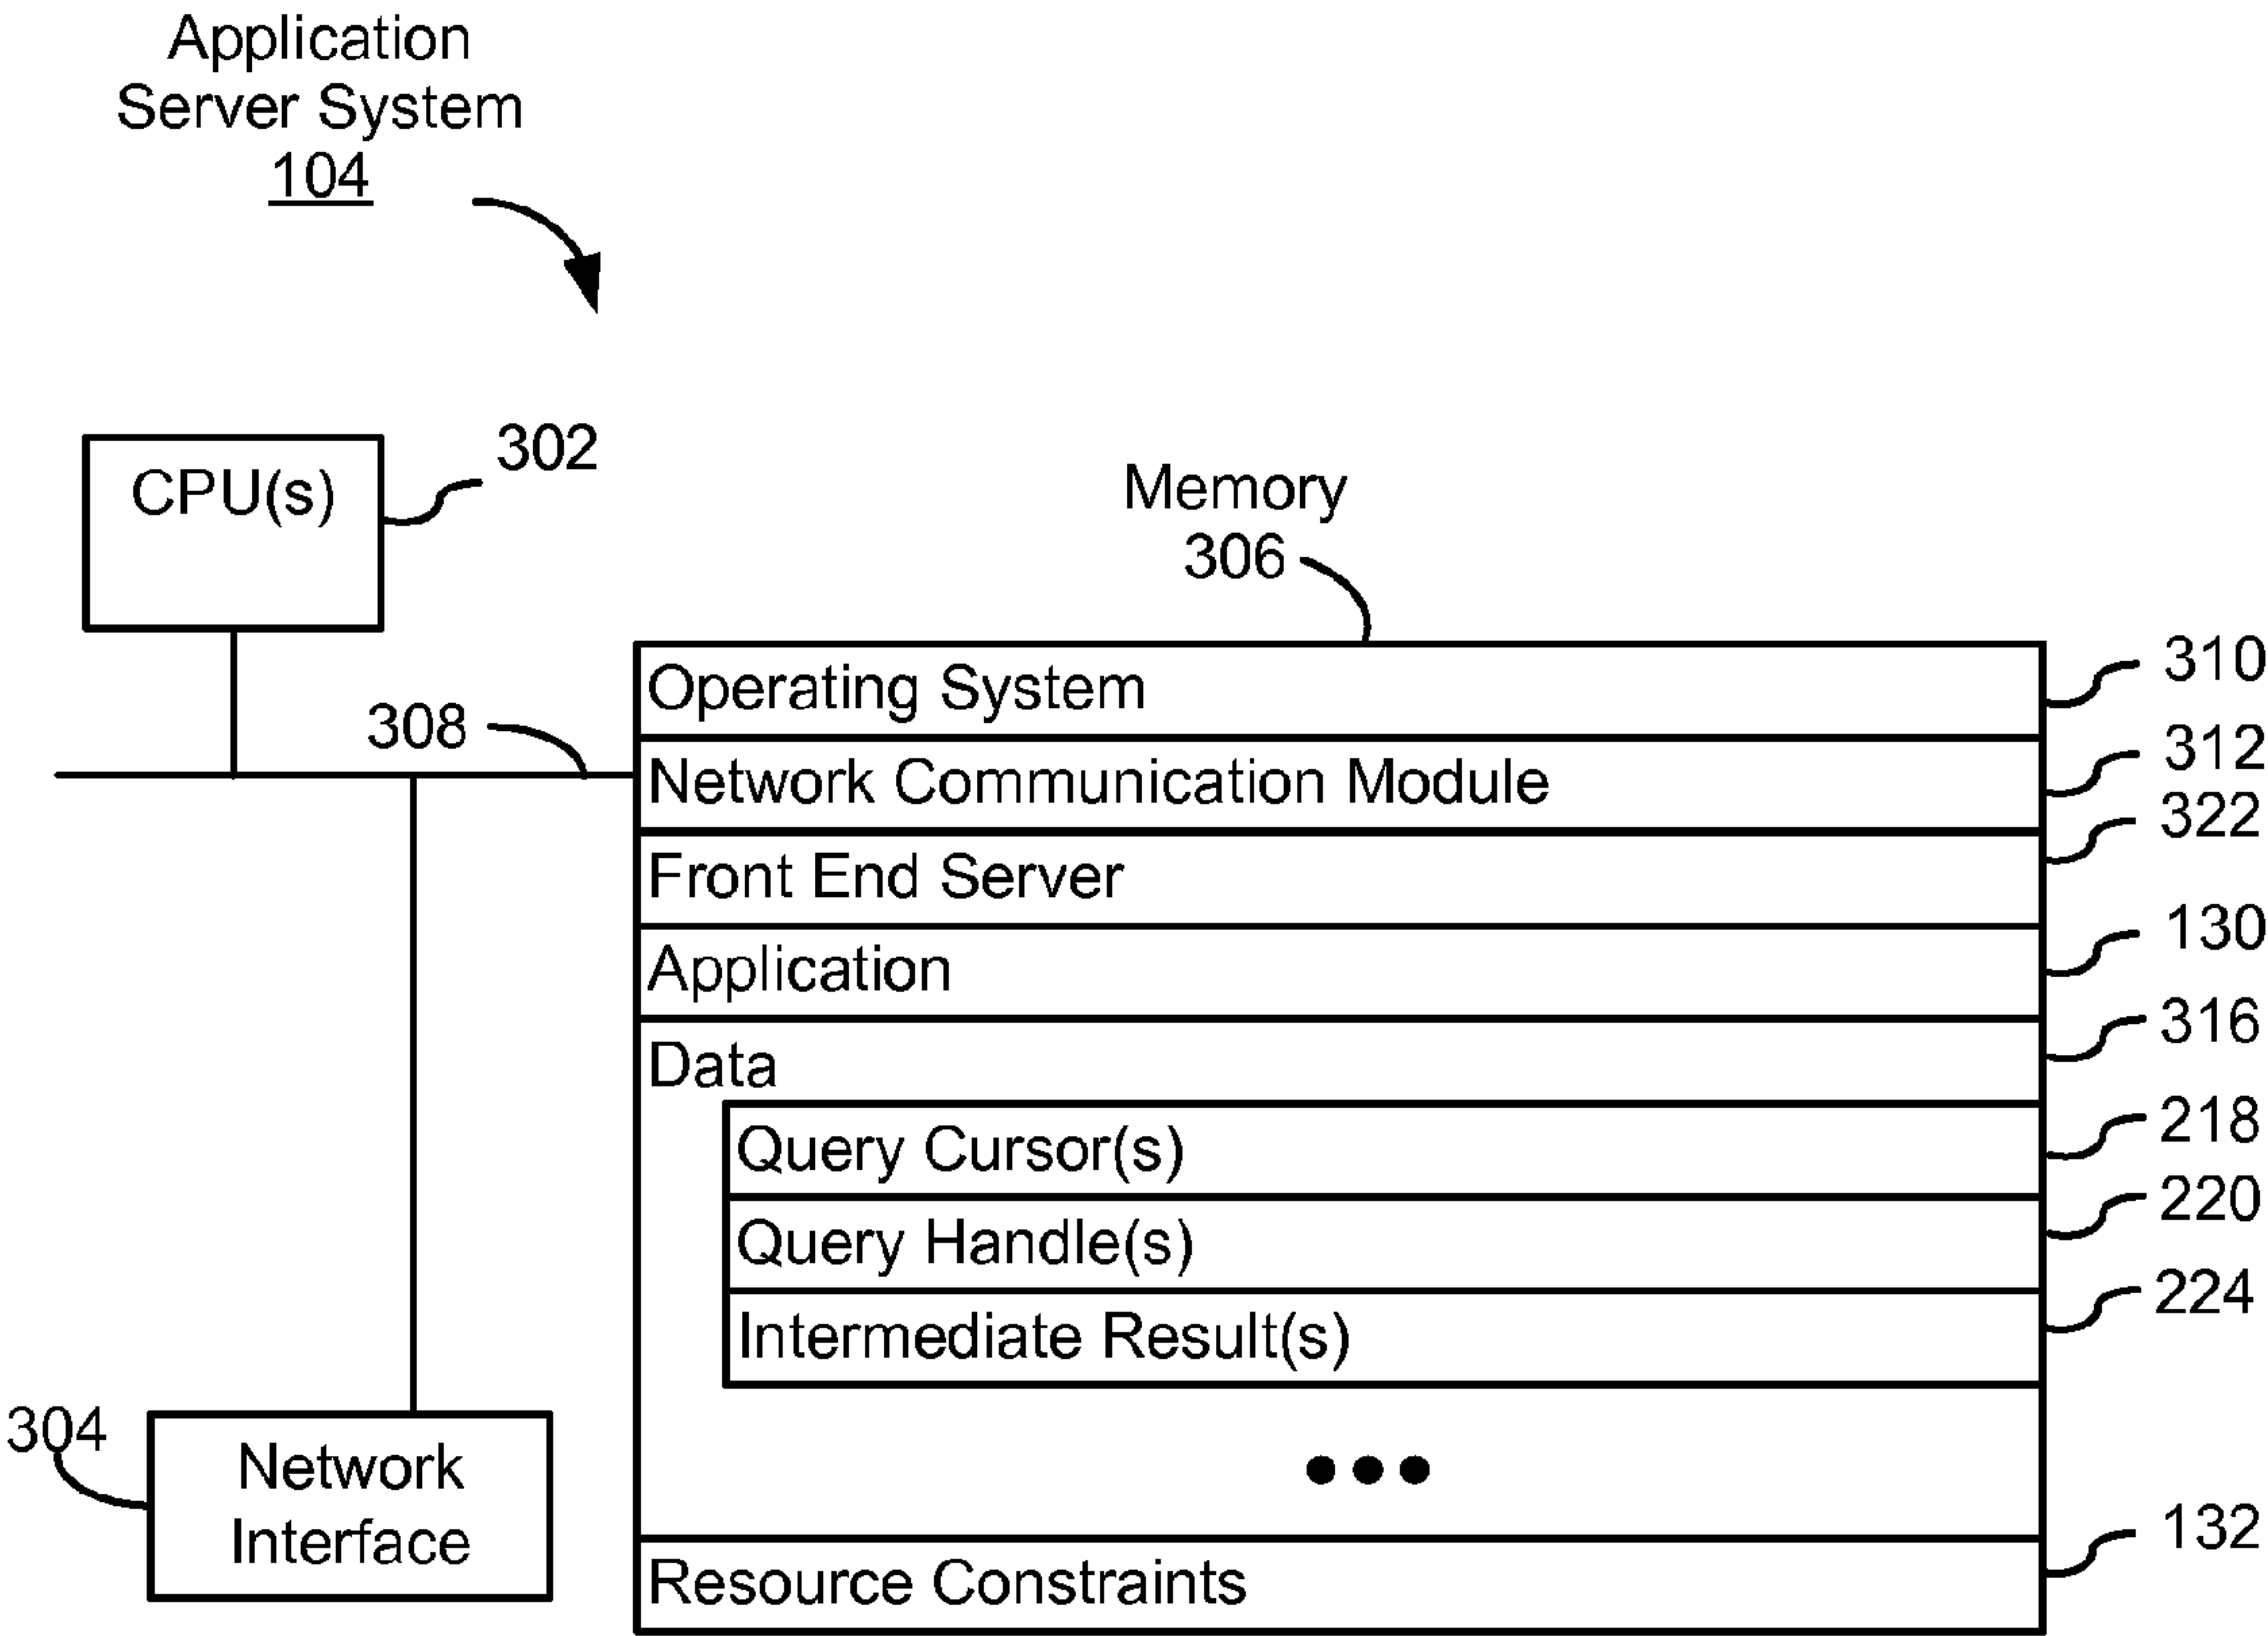 Application
Server System
104
CPU(s)
302
Memory
306
308
Operating System
310
Network Communication Module
312
Front End Server
322
Application
130
Data
316
Query Cursor(s)
218
Query Handle(s)
220
Intermediate Result(s)
224
304
Network
Interface
Resource Constraints
132